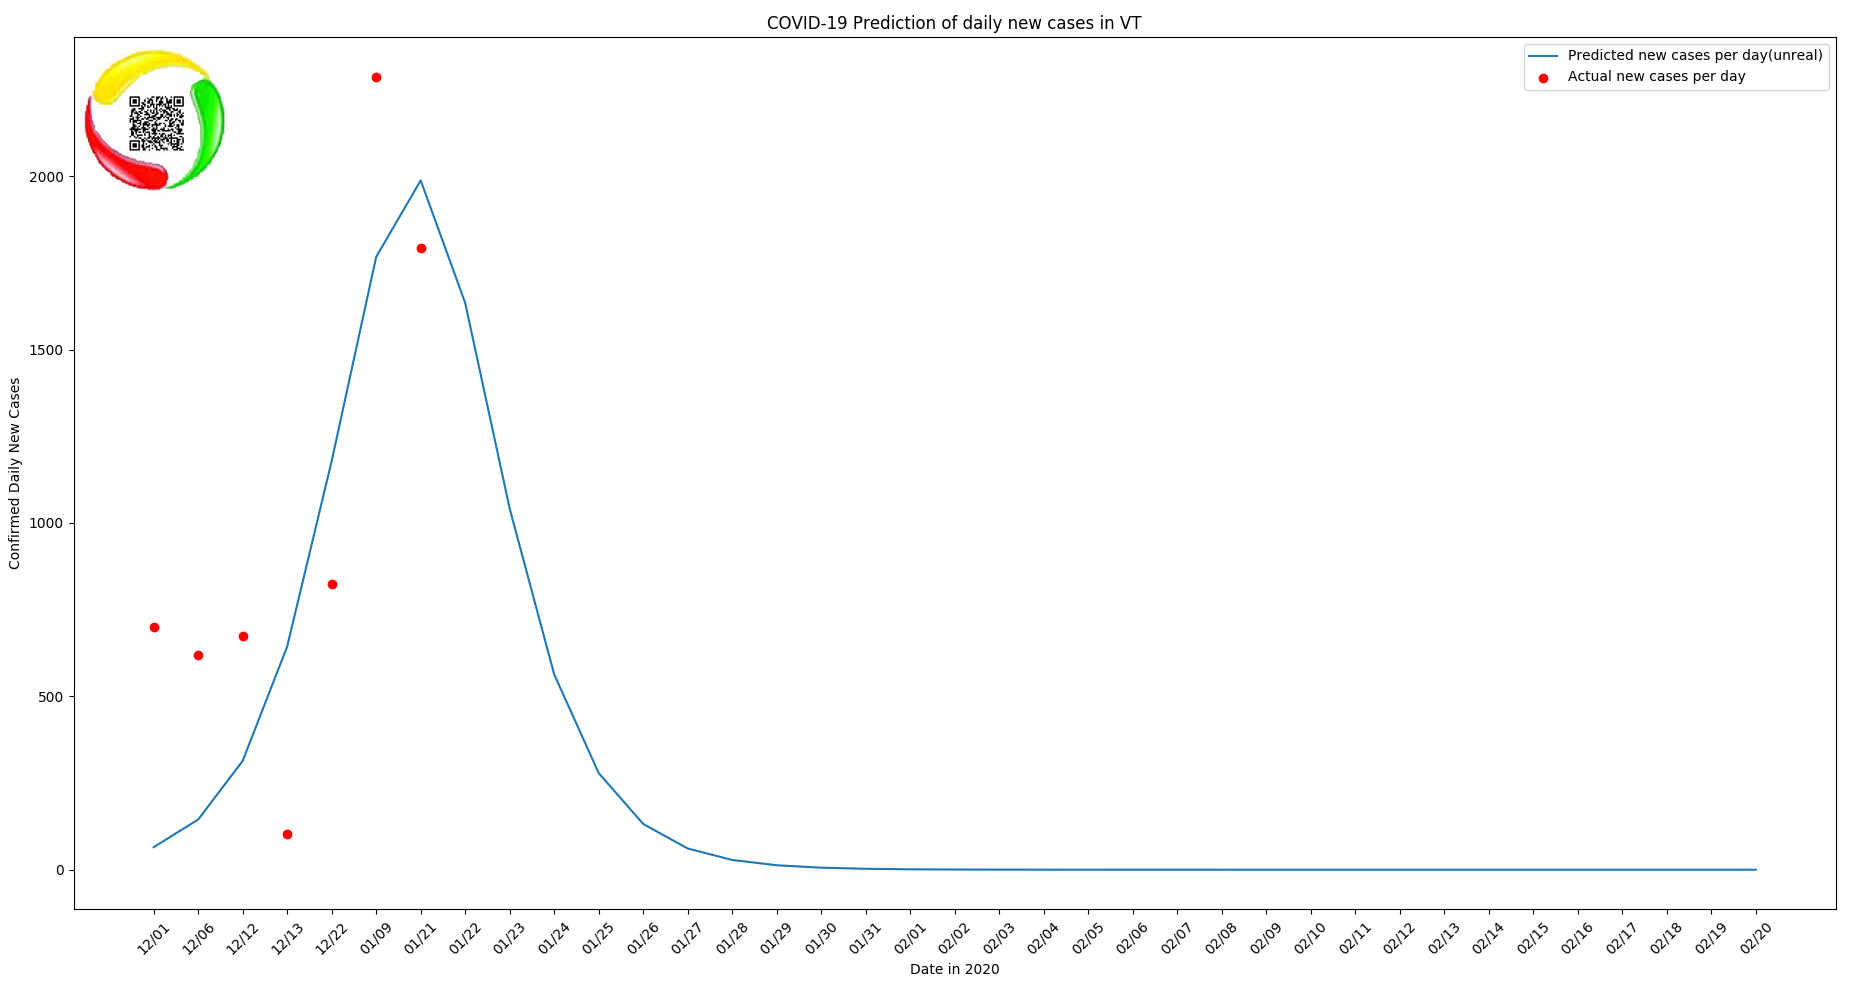 COVID-19 Prediction of daily new cases in VT
Predicted new cases per day(unreal)
Actual new cases per day
Confirmed Daily New Cases
2000
1500
1000
500
0
12/01 12/06 12/12 12/13 12/22 01/09 01/21 01/22 01/23 01/24 01/25 01/26 01/27 01/28 01/29 01/30 01/31 02/01 02/02 02/03 02/04 02/05 02/06 02/07 02/08 02/09 02/10 02/11 02/12 02/13 02/14 02/15 02/16 02/17 02/18 02/19 02/20
Date in 2020